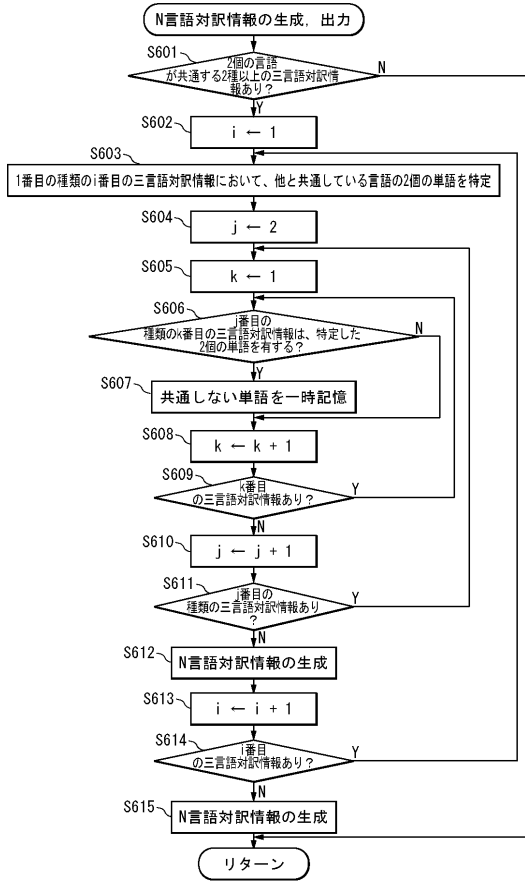 N言語対訳情報の生成，出力
S601
2個の言語
が共通する2種以上の三言語対訳情
報あり？
N
Y
S602
i ← 1
S603
1番目の種類のi番目の三言語対訳情報において、他と共通している言語の2個の単語を特定
S604
j ← 2
S605
k ← 1
S606
j番目の
種類のk番目の三言語対訳情報は、特定した
2個の単語を有する？
N
Y
S607
共通しない単語を一時記憶
S608
k ← k + 1
S609
k番目
の三言語対訳情報あり？
Y
N
S610
j ← j + 1
S611
j番目の
種類の三言語対訳情報あり
？
Y
N
S612
N言語対訳情報の生成
S613
i ← i + 1
S614
i番目
の三言語対訳情報あり？
Y
N
S615
N言語対訳情報の生成
リターン